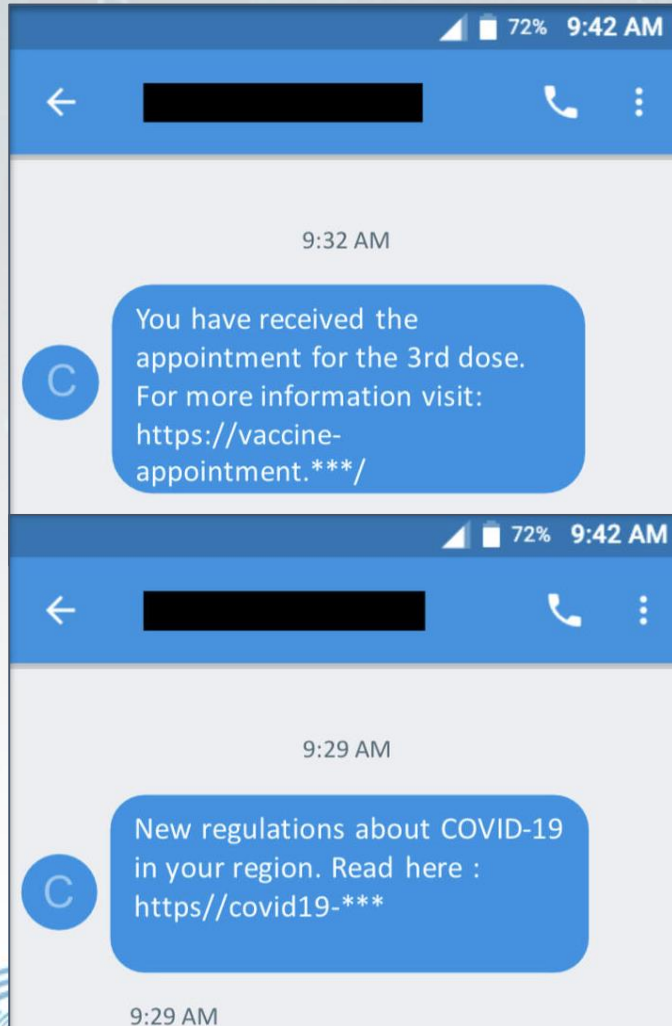 72% 9:42 AM
9:32 AM
C
You have received the
appointment for the 3rd dose.
For more information visit:
https://vaccine-
appointment.***/
72% 9:42 AM
9:29 AM
C
New regulations about COVID-19
in your region. Read here :
https//covid19-***
9:29 AM